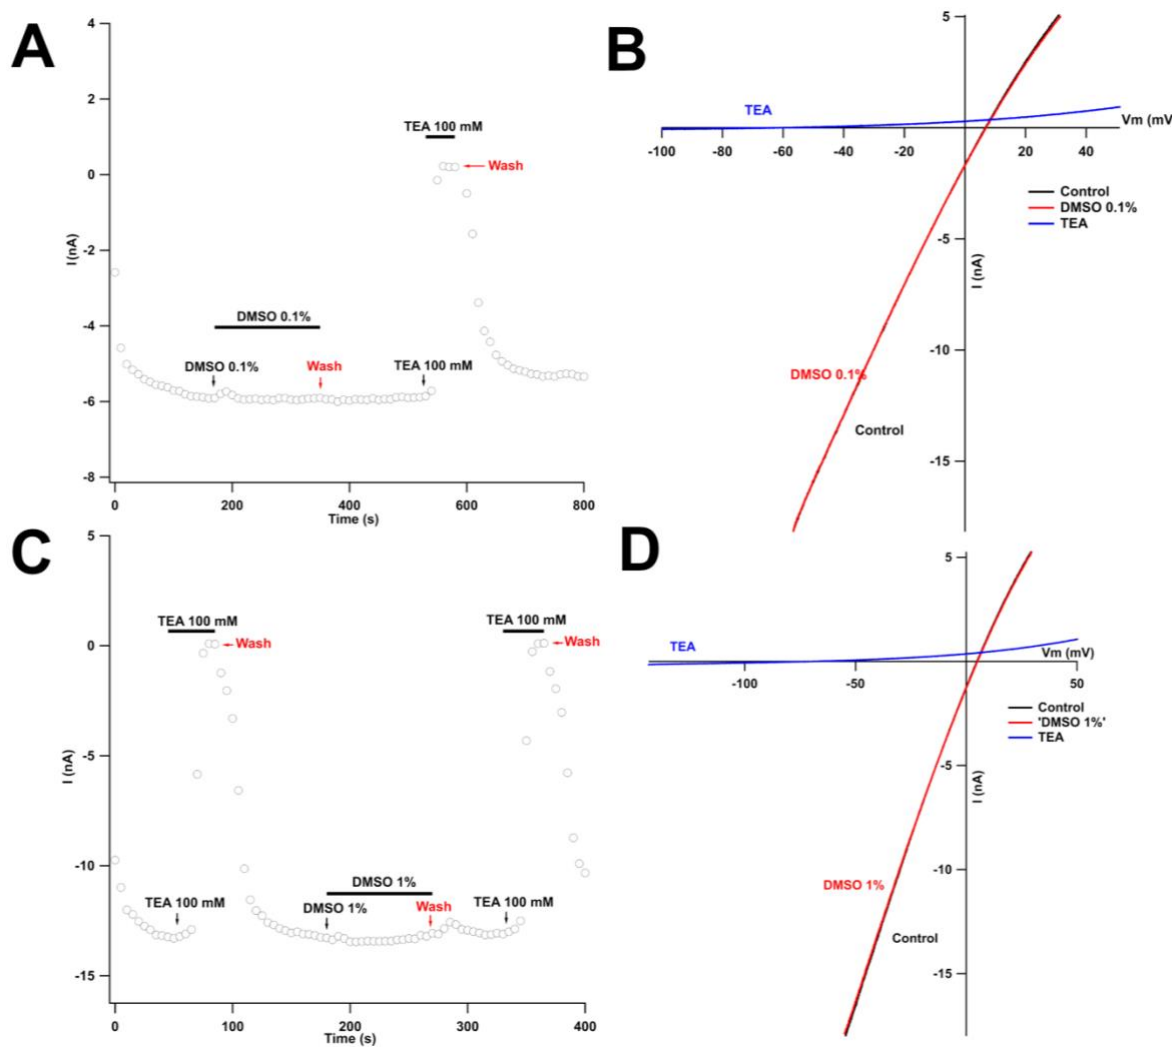 A
4
2
0
-2
-4
-6
-8
I (nA)
TEA 100 mM
Wash
DMSO 0.1%
DMSO 0.1%
Wash
TEA 100 mM
0
200
400
600
800
Time (s)
B
5
TEA
Vm (mV
-100
-80
-60
-40
-20
20
40
Control
DMSO 0.1%
TEA
-5
I (nA)
-10
DMSO 0.1%
Control
-15
C
5
0
-5
-10
-15
I (nA)
TEA 100 mM
Wash
TEA 100 mM
Wash
TEA 100 mM
DMSO 1%
DMSO 1%
Wash
TEA 100 mM
0
100
200
300
400
Time (s)
D
5
TEA
Vm (mV)
-100
-50
50
Control
'DMSO 1%'
TEA
-5
I (nA)
DMSO 1%
-10
Control
-15